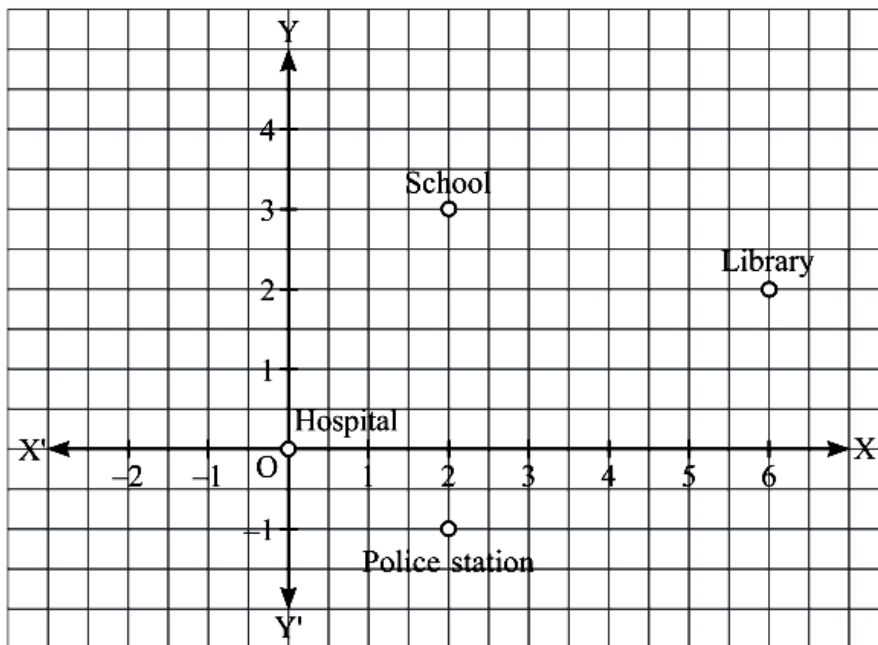 Y
4
School
3
Library
2
1
Hospital
X' O X
–2 –1 1 2 3 4 5 6
–1
Police station
Y'